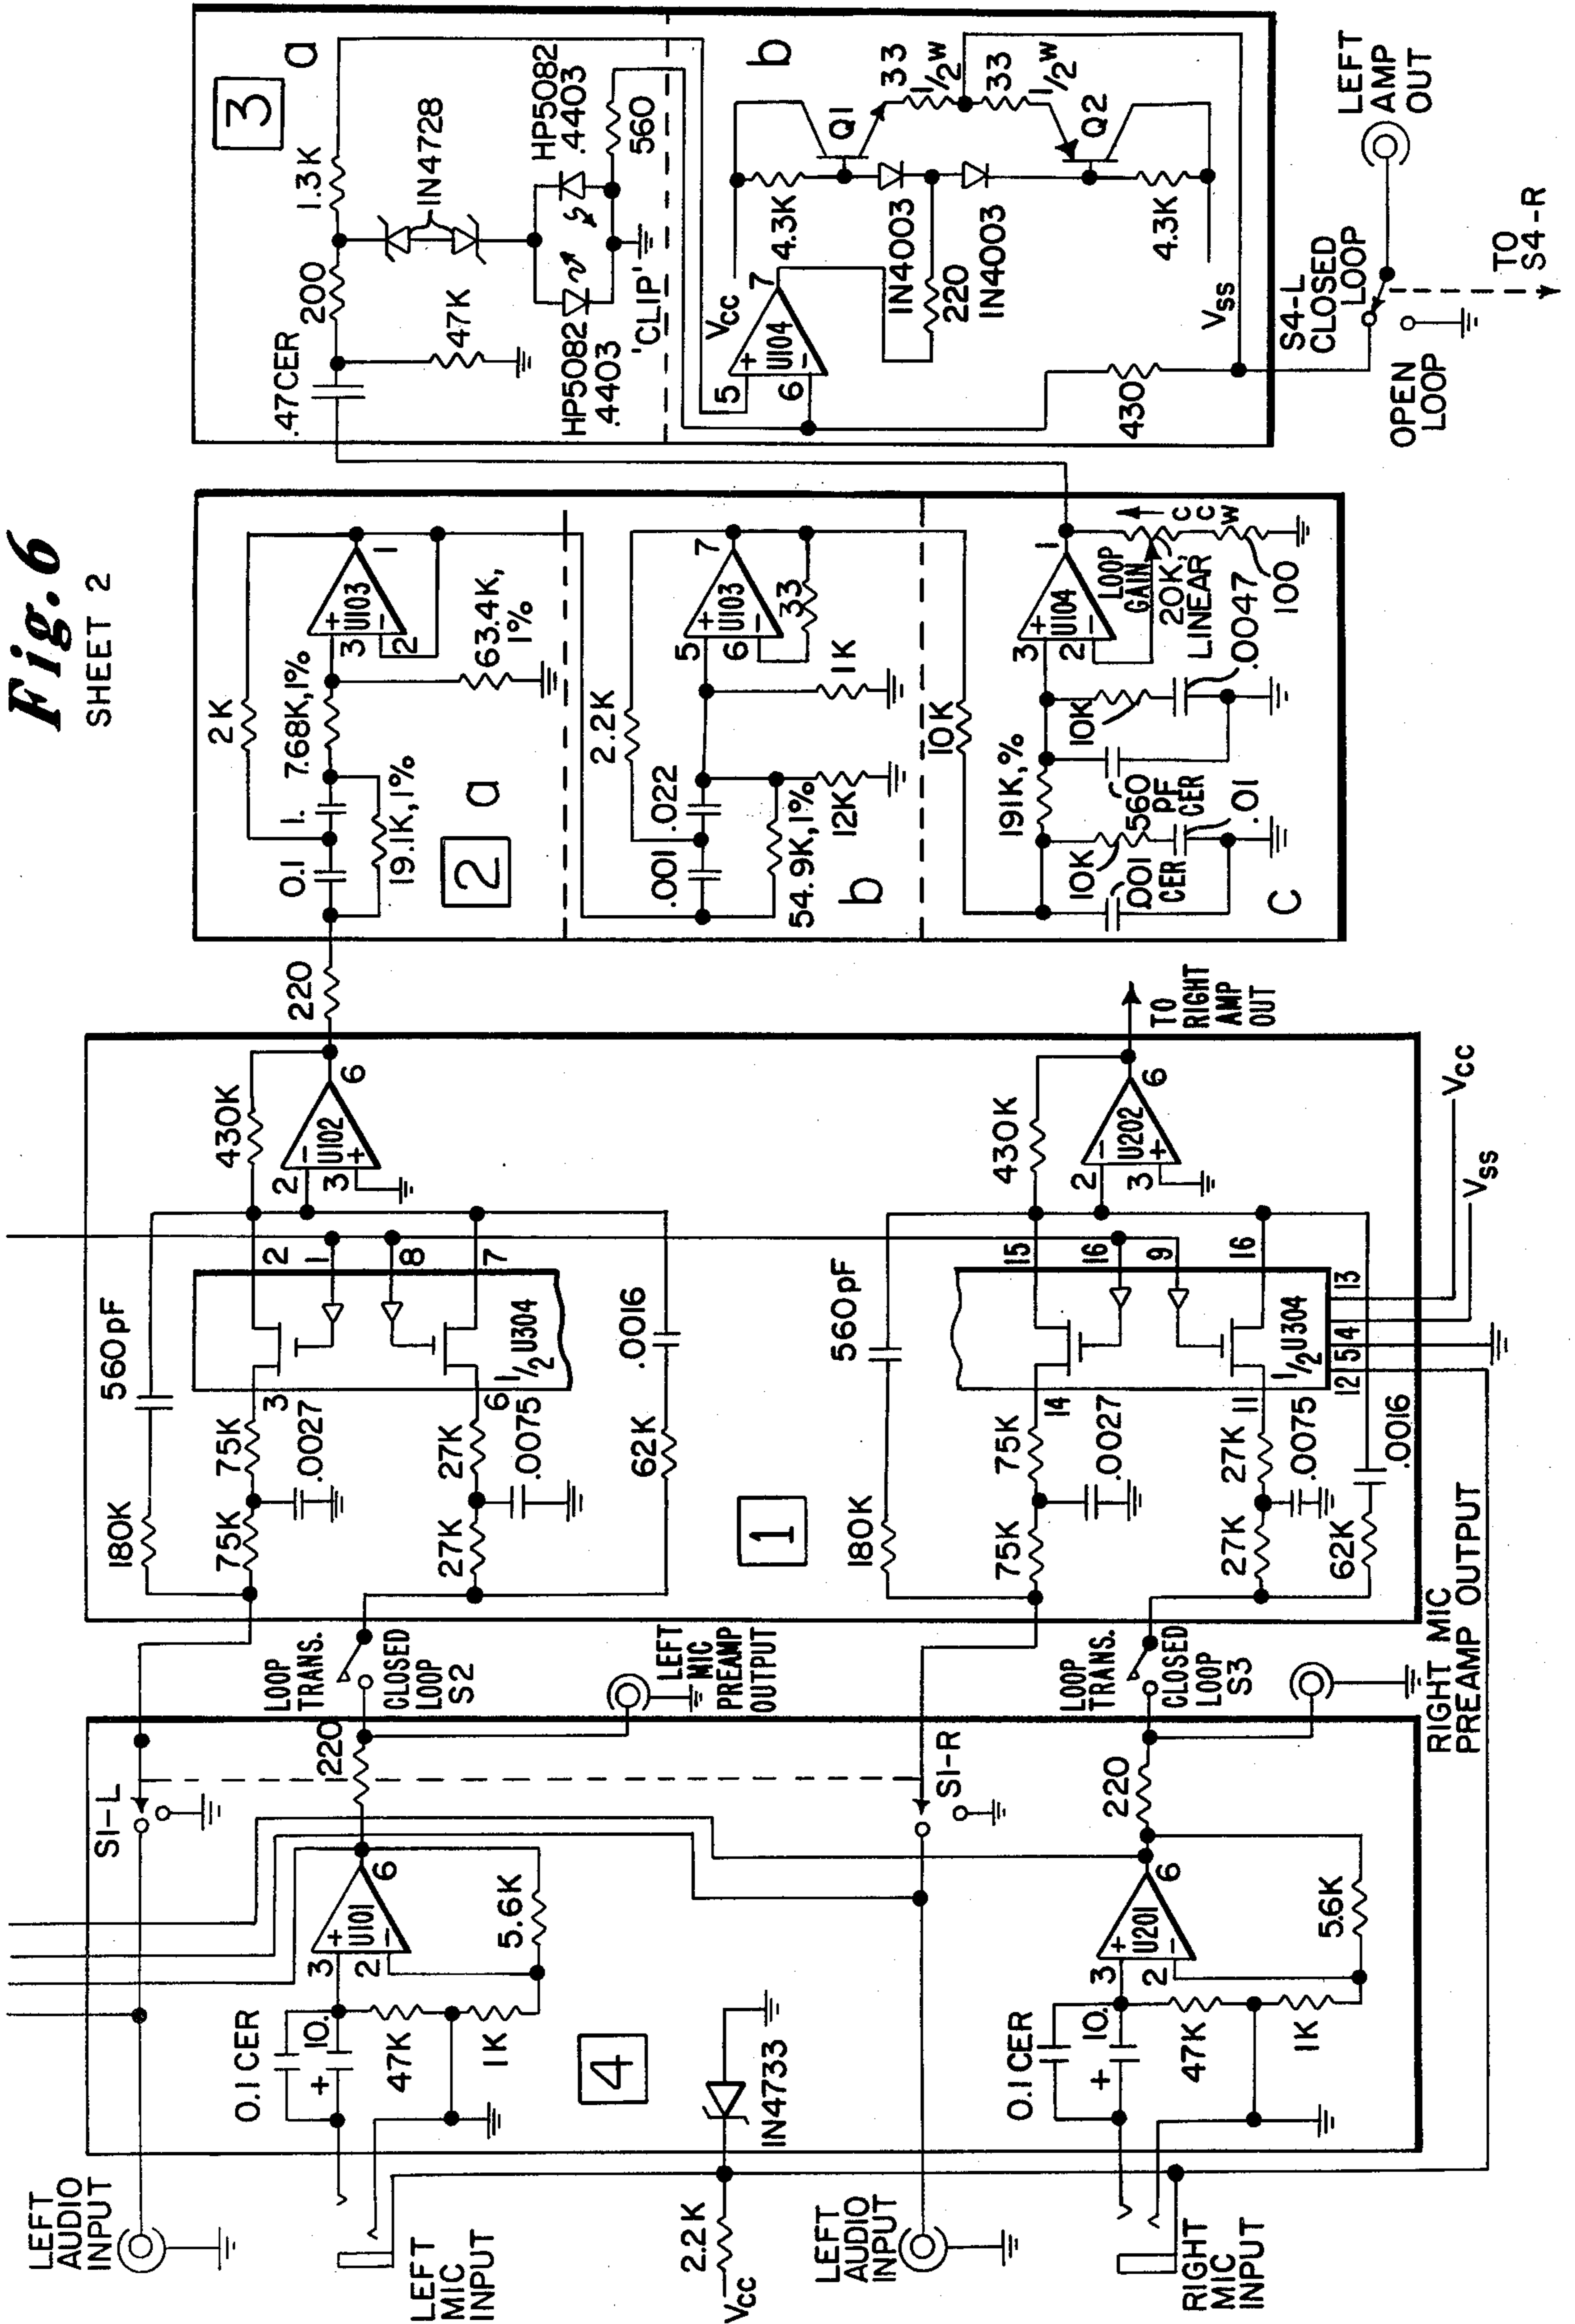 Fig. 6
SHEET 2
LEFT
AUDIO
INPUT
S1-L
4
0.1 CER
10.
+
47K
1K
3
2
+
−
U101
6
5.6K
220
LEFT
MIC
INPUT
2.2K
Vcc
IN4733
LEFT
AUDIO
INPUT
S1-R
RIGHT
MIC
INPUT
0.1 CER
10.
+
47K
1K
3
2
+
−
U201
6
5.6K
220
LOOP
TRANS.
CLOSED
LOOP
S2
LEFT
MIC
PREAMP
OUTPUT
LOOP
TRANS.
CLOSED
LOOP
S3
RIGHT MIC
PREAMP OUTPUT
1
180K
560pF
75K
75K
.0027
3
2
1
8
7
6
1/2 U304
27K
27K
.0075
62K
.0016
430K
2
3
−
+
U102
6
220
180K
560pF
75K
75K
.0027
14
15
16
9
16
11
1/2 U304
27K
27K
.0075
62K
.0016
12
5
4
13
Vcc
Vss
430K
2
3
−
+
U202
6
TO
RIGHT
AMP
OUT
2
a
2K
0.1
1.
7.68K,1%
19.1K,1%
63.4K,
1%
3
2
+
−
U103
1
b
2.2K
.001
.022
54.9K,1%
12K
1K
5
6
+
−
U103
7
33
C
10K
191K,%
10K
.001
CER
.01
560
PF
CER
10K
.0047
3
2
+
−
U104
1
LOOP
GAIN
20K,
LINEAR
CCW
100
3
a
.47CER
200
1.3K
47K
IN4728
HP5082
.4403
HP5082
.4403
'CLIP'
560
b
Vcc
5
6
+
−
U104
7
4.3K
IN4003
220
IN4003
4.3K
Q1
33
1/2W
33
1/2W
Q2
Vss
430
S4-L
CLOSED
LOOP
OPEN
LOOP
LEFT
AMP
OUT
TO
S4-R